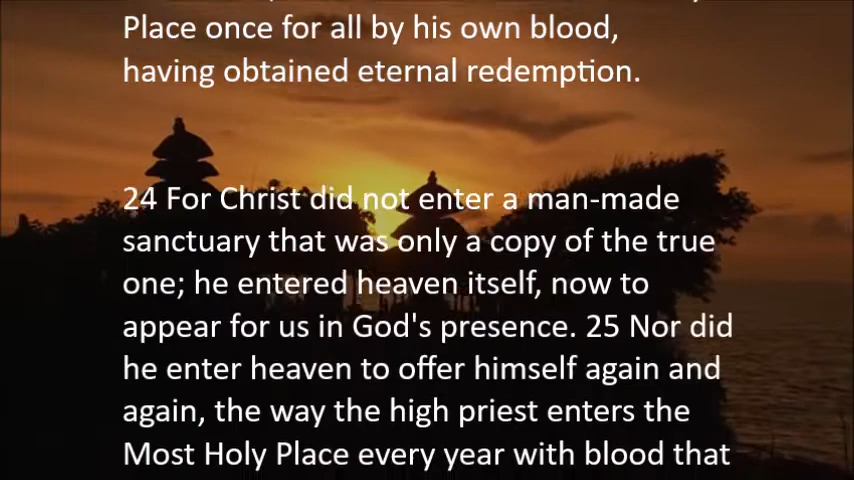 Place once for all by his own blood,
having obtained eternal redemption.
24 For Christ did not enter a man-made
sanctuary that was only a copy of the true
one; he entered heaven itself, now to
appear for us in God's presence. 25 Nor did
he enter heaven to offer himself again and
again, the way the high priest enters the
Most Holy Place every year with blood that